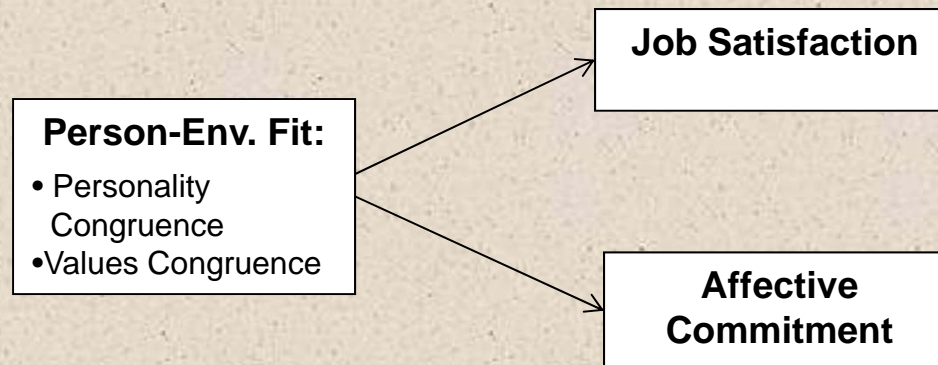 Job Satisfaction
Person-Env. Fit:
• Personality
Congruence
•Values Congruence
Affective
Commitment